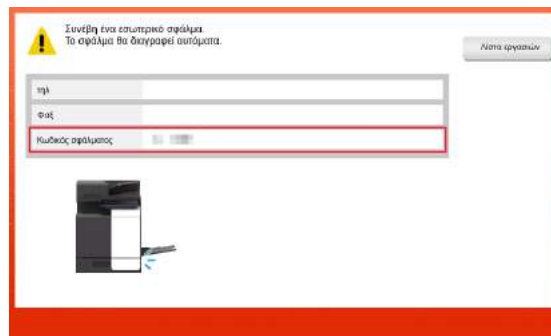 Συνέβη ένα εσωτερικό σφάλμα.
Το σφάλμα θα διαγραφεί αυτόματα.
Λίστα εργασιών
τηλ
Φαξ
Κωδικός σφάλματος